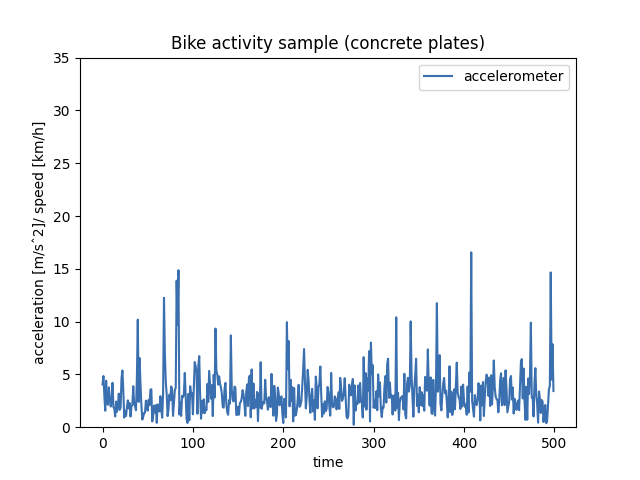 Bike activity sample (concrete plates)
accelerometer
35
30
25
20
15
10
5
0
acceleration [m/sˆ2]/ speed [km/h]
0 100 200 300 400 500
time